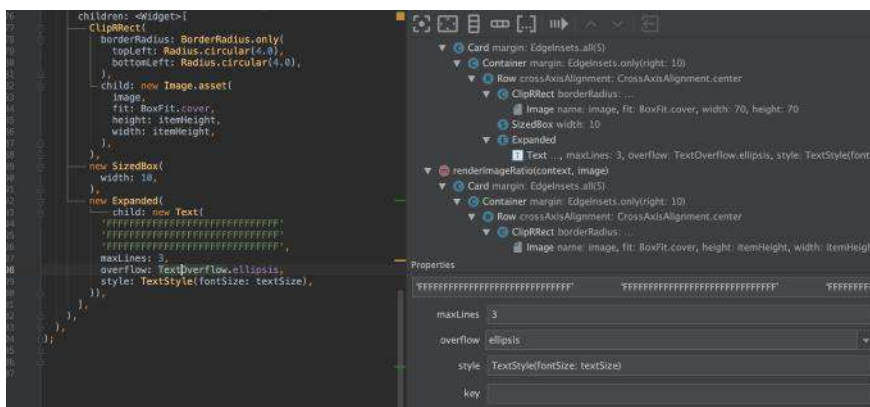 children: <Widget>[
ClipRRect(
borderRadius: BorderRadius.only(
topLeft: Radius.circular(4.0),
bottomLeft: Radius.circular(4.0),
),
child: new Image.asset(
image,
fit: BoxFit.cover,
height: itemHeight,
width: itemHeight,
),
),
new SizedBox(
width: 10,
),
new Expanded(
child: new Text(
maxLines: 3,
overflow: TextOverflow.ellipsis,
style: TextStyle(fontSize: textSize),
)),
],
),
),
);
Card margin: EdgeInsets.all(5)
Container margin: EdgeInsets.only(right: 10)
Row crossAxisAlignment: CrossAxisAlignment.center
ClipRRect borderRadius: ...
Image name: image, fit: BoxFit.cover, width: 70, height: 70
SizedBox width: 10
Expanded
Text ..., maxLines: 3, overflow: TextOverflow.ellipsis, style: TextStyle(font
renderImageRatio(context, image)
Card margin: EdgeInsets.all(5)
Container margin: EdgeInsets.only(right: 10)
Row crossAxisAlignment: CrossAxisAlignment.center
ClipRRect borderRadius: ...
Image name: image, fit: BoxFit.cover, height: itemHeight, width: itemHeigh
Properties
maxLines 3
overflow ellipsis
style TextStyle(fontSize: textSize)
key